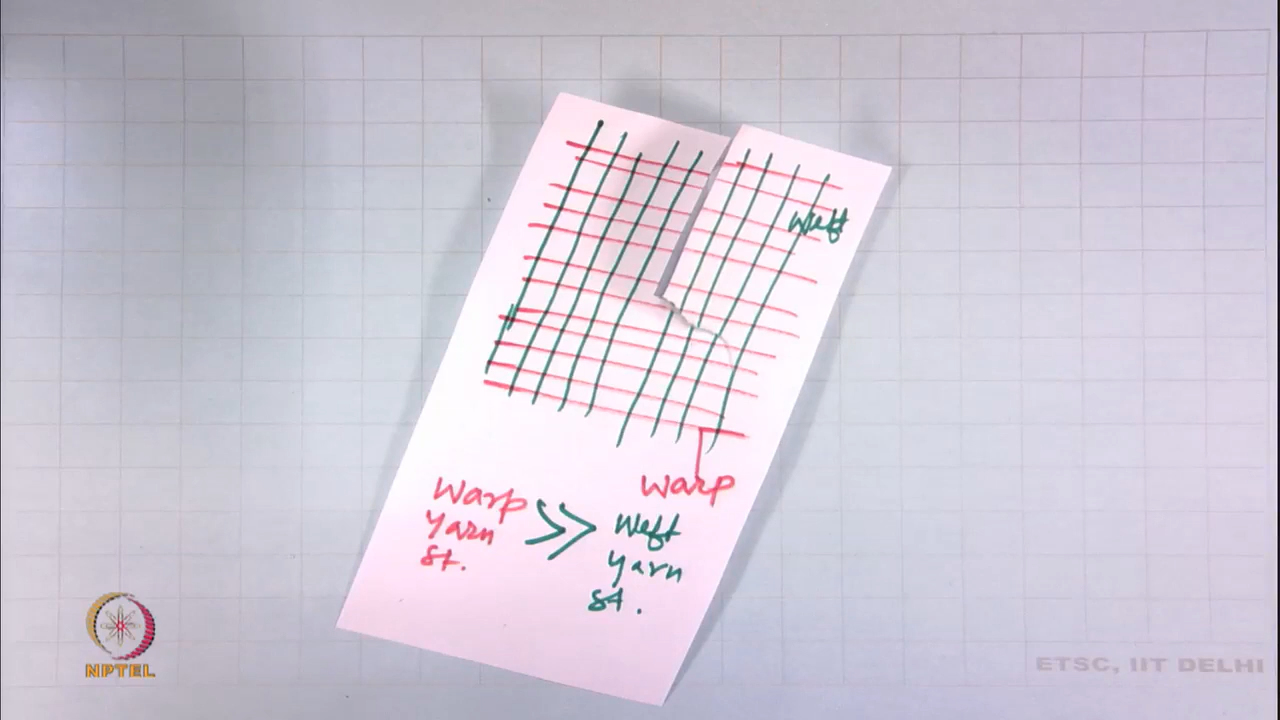 Weft
Warp
Warp >> Weft
Yarn yarn
St. st.
NPTEL
ETSC, IIT DELHI